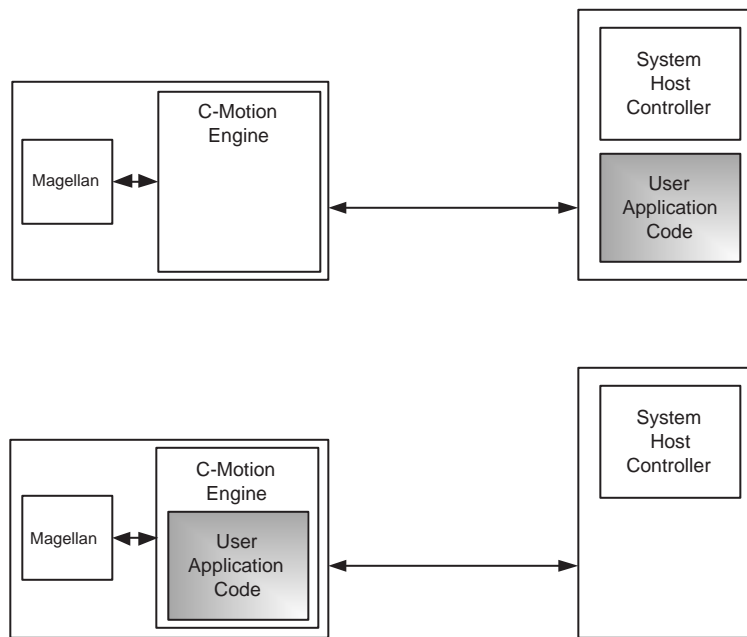 System
Host
Controller
C-Motion
Engine
Magellan
User
Application
Code
System
Host
Controller
C-Motion
Engine
Magellan
User
Application
Code